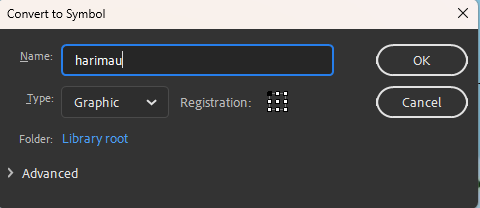 Convert to Symbol
Name: harimau
OK
Type: Graphic Registration:
Cancel
Folder: Library root
Advanced